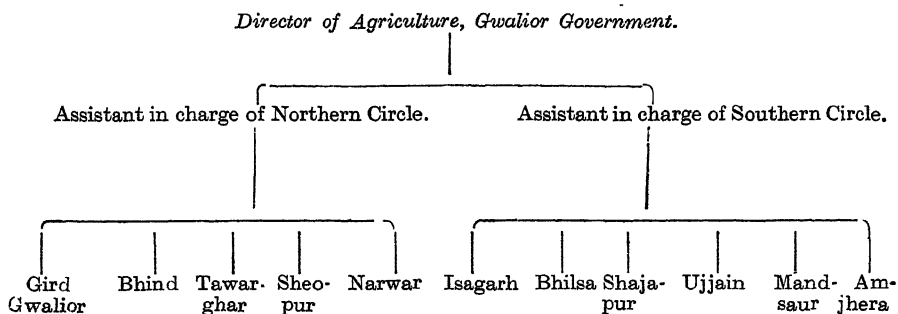 Director of Agriculture, Gwalior Government.
Assistant in charge of Northern Circle. Assistant in charge of Southern Circle.
Gird Bhind Tawar- Sheo- Narwar Isagarh Bhilsa Shaja- Ujjain Mand- Am-
Gwalior ghar pur pur saur jhera